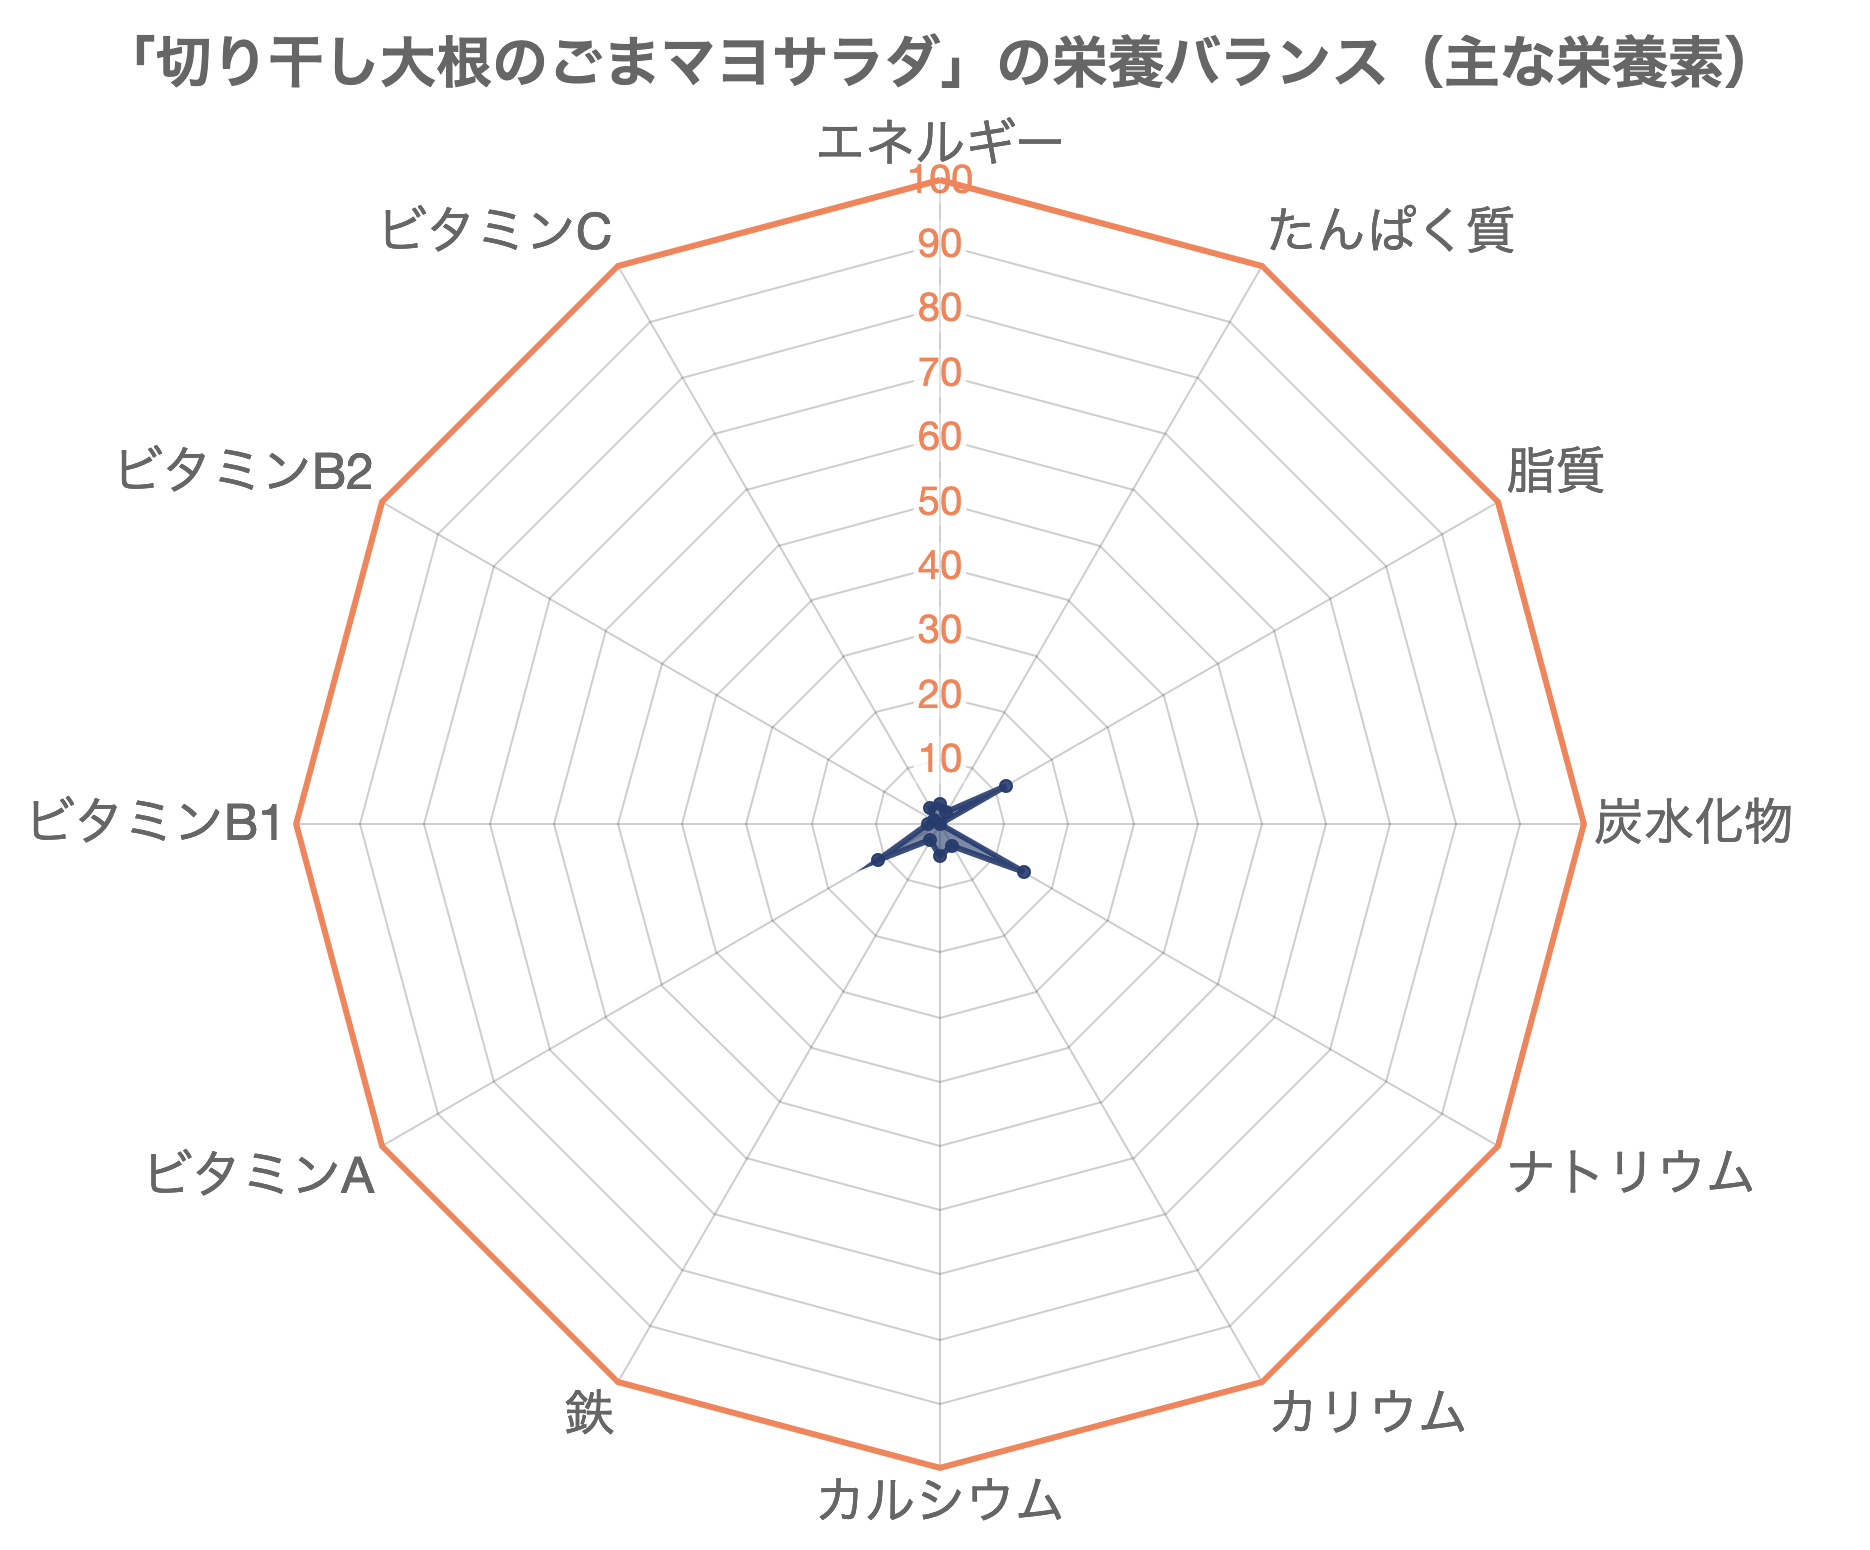 「切り干し大根のごまマヨサラダ」の栄養バランス（主な栄養素）
エネルギー
100
ビタミンC
たんぱく質
90
80
70
60
ビタミンB2
脂質
50
40
30
20
10
ビタミンB1
炭水化物
ビタミンA
ナトリウム
鉄
カリウム
カルシウム